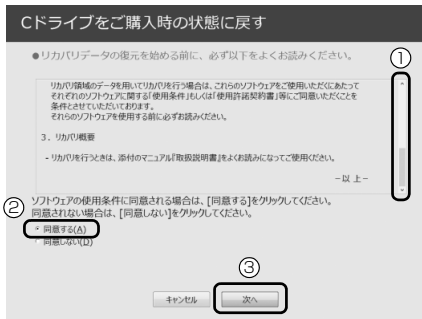 Cドライブをご購入時の状態に戻す
●リカバリデータの復元を始める前に、必ず以下をよくお読みください。
①
リカバリ領域のデータを用いてリカバリを行う場合は、これらのソフトウェアをご使用いただくにあたって
それぞれのソフトウェアに関する「使用条件」もしくは「使用許諾契約書」等にご同意いただくことを
条件とさせていただいております。
それらのソフトウェアを使用する前に必ずお読みください。
3. リカバリ概要
- リカバリを行うときは、添付のマニュアル『取扱説明書』をよくお読みになってご使用ください。
－以 上－
ソフトウェアの使用条件に同意される場合は、[同意する]をクリックしてください。
② 同意されない場合は、[同意しない]をクリックしてください。
同意する(A)
同意しない(D)
③
キャンセル 次へ